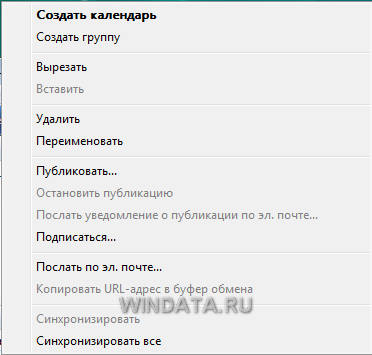 Создать календарь
Создать группу
Вырезать
Вставить
Удалить
Переименовать
Публиковать...
Остановить публикацию
Послать уведомление о публикации по эл. почте...
Подписаться...
Послать по эл. почте...
Копировать URL-адрес в буфер обмена
WINDATA.RU
Синхронизировать
Синхронизировать все